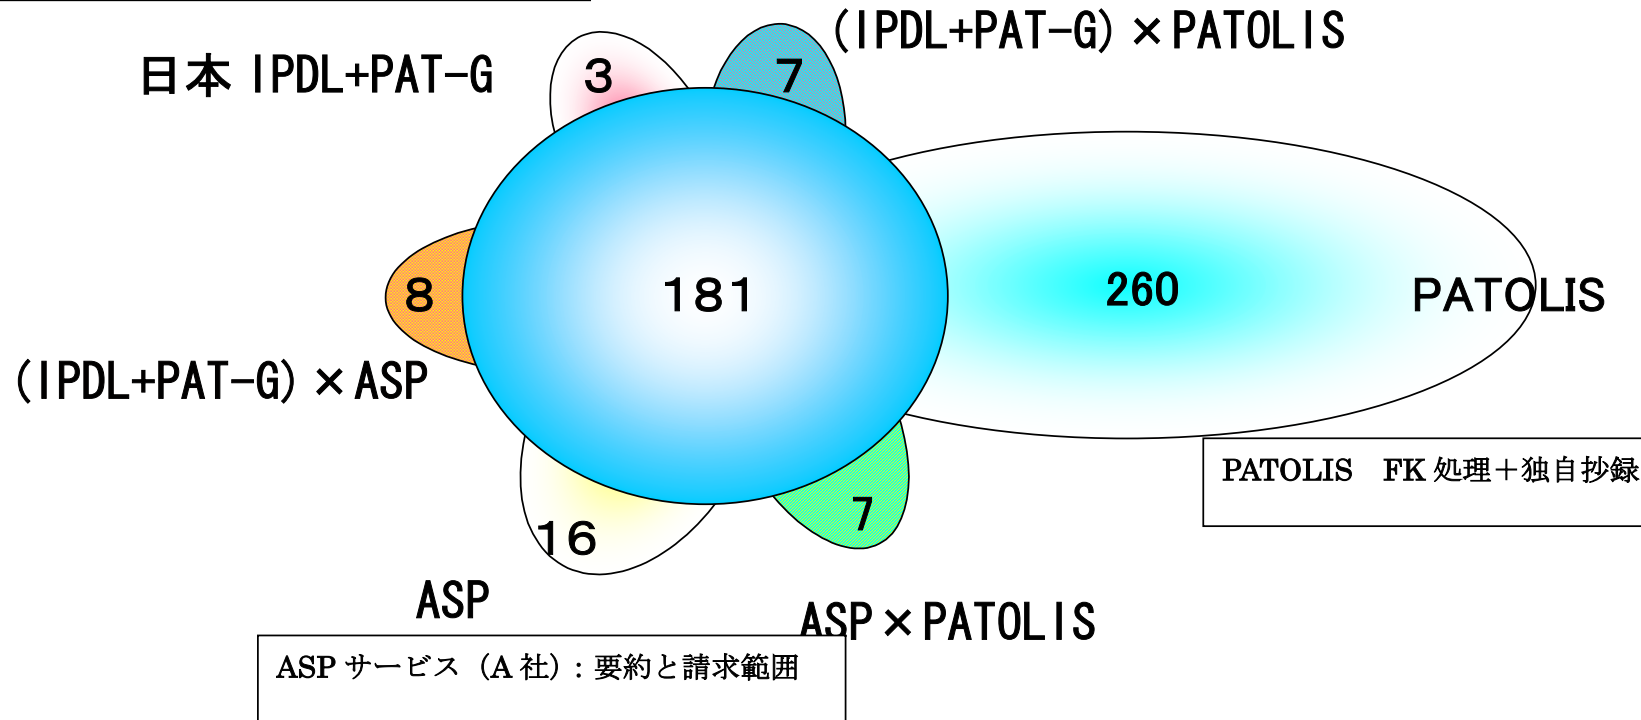 (IPDL+PAT-G)×PATOLIS
日本 IPDL+PAT-G
3
7
181
260
PATOLIS
8
(IPDL+PAT-G)×ASP
PATOLIS　FK 処理＋独自抄録
7
16
ASP
ASP×PATOLIS
ASP サービス（A 社）：要約と請求範囲